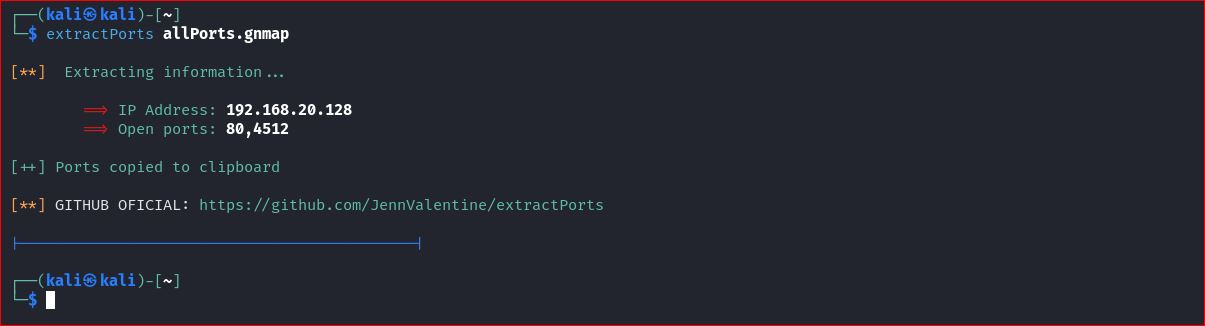 ┌──(kali㉿kali)-[~]
└─$ extractPorts allPorts.gnmap
[**]  Extracting information...
==> IP Address: 192.168.20.128
==> Open ports: 80,4512
[++] Ports copied to clipboard
[**] GITHUB OFICIAL: https://github.com/JennValentine/extractPorts
┌──(kali㉿kali)-[~]
└─$